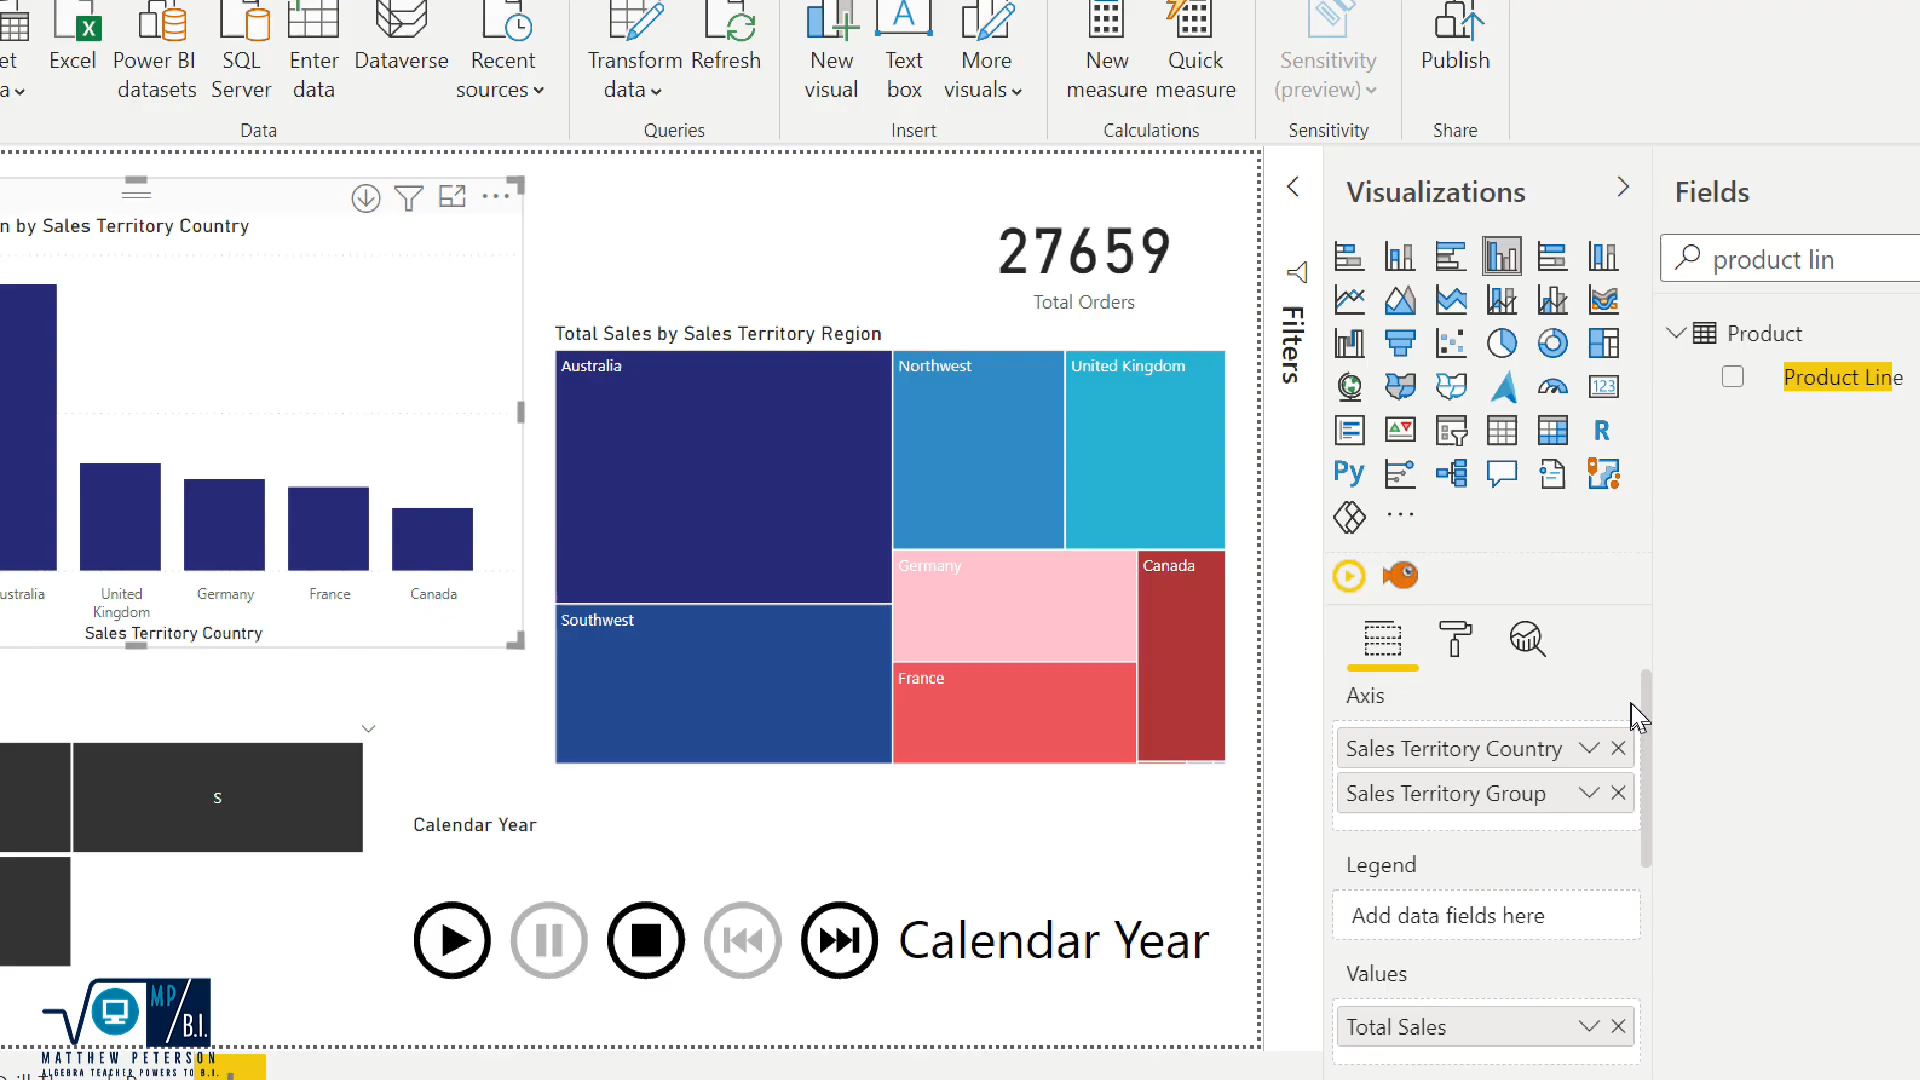 et
a
Excel
Power BI
datasets
SQL
Server
Enter
data
Dataverse
Recent
sources
Data
Transform
data
Refresh
Queries
New
visual
Text
box
More
visuals
Insert
New
measure
Quick
measure
Calculations
Sensitivity
(preview)
Sensitivity
Publish
Share
n by Sales Territory Country
ustralia
United
Kingdom
Germany
France
Canada
Sales Territory Country
27659
Total Orders
Total Sales by Sales Territory Region
Australia
Northwest
United Kingdom
Germany
Canada
Southwest
France
S
Calendar Year
Calendar Year
MP
B.I.
MATTHEW PETERSON
ALGEBRA TEACHER POWERS TO B.I.
Filters
Visualizations
123
R
Py
Axis
Sales Territory Country
Sales Territory Group
Legend
Add data fields here
Values
Total Sales
Fields
product lin
Product
Product Line